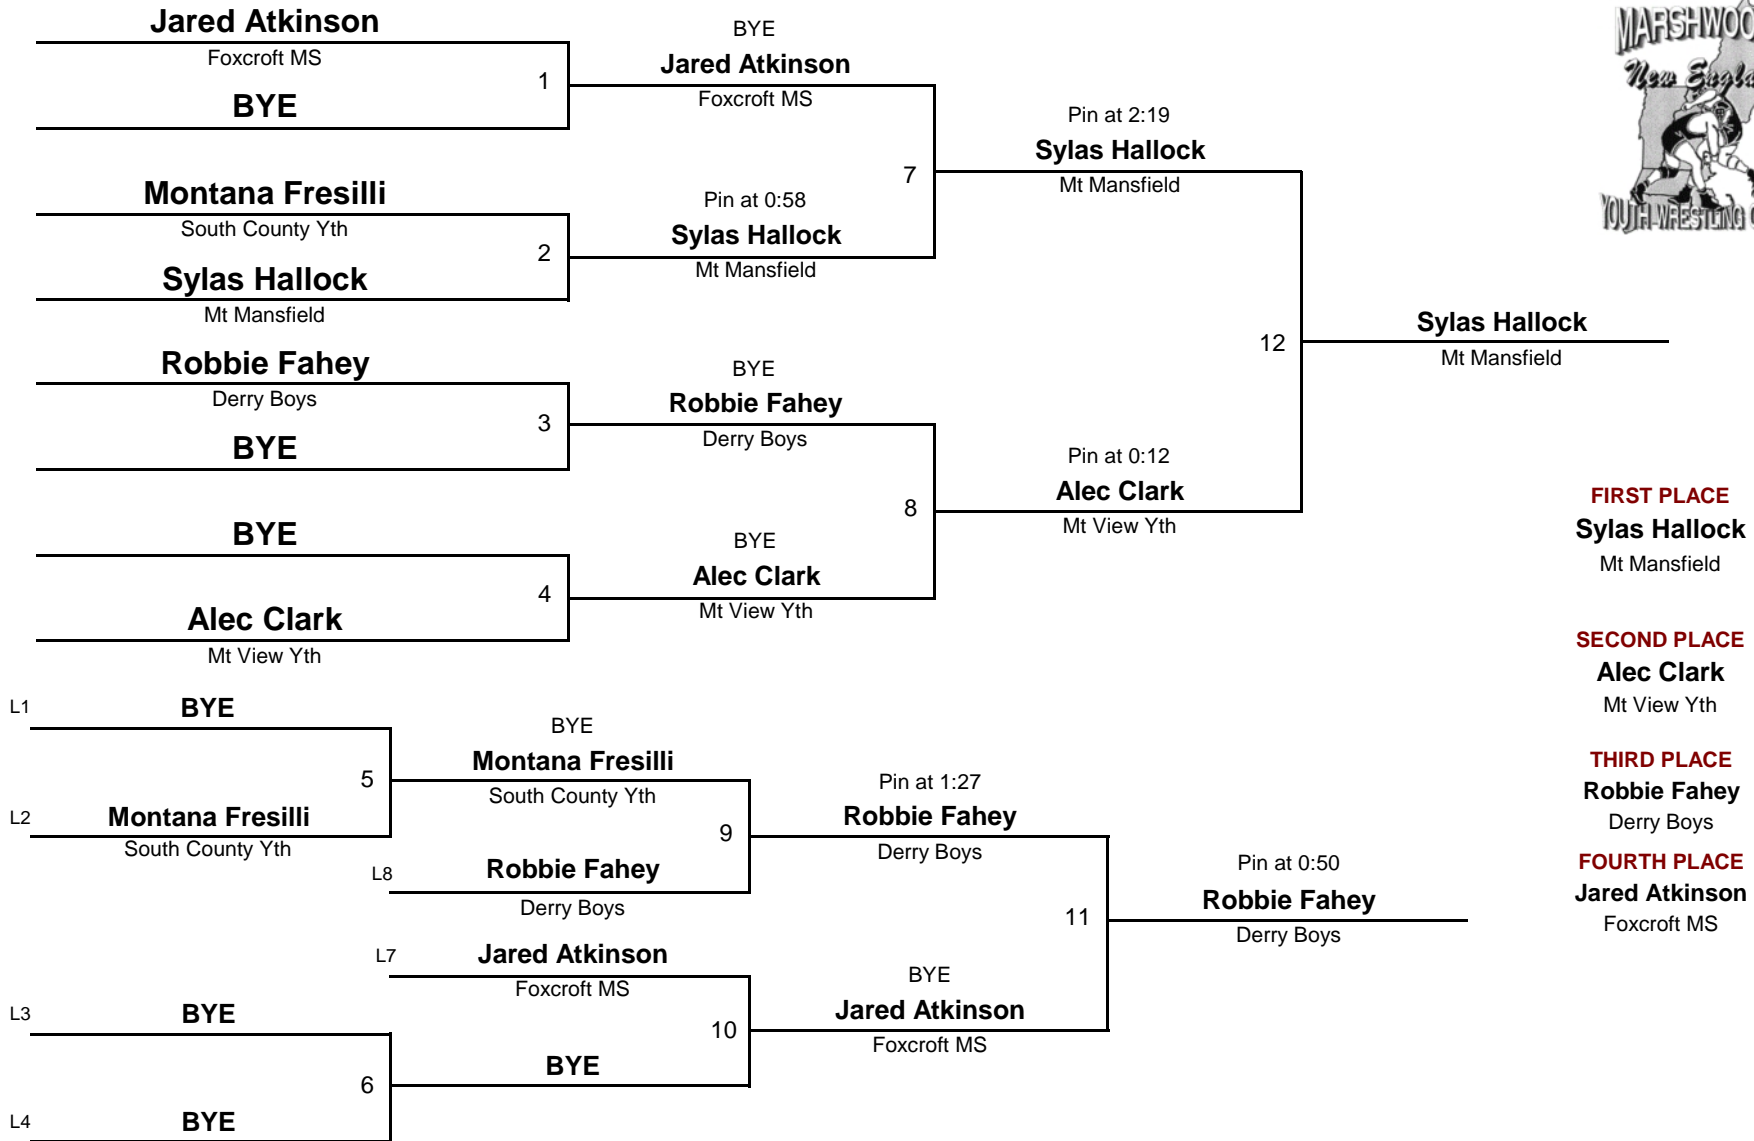 Jared Atkinson
Foxcroft MS
1
BYE
BYE
Jared Atkinson
Foxcroft MS
Montana Fresilli
South County Yth
2
Sylas Hallock
Mt Mansfield
Pin at 0:58
Sylas Hallock
Mt Mansfield
7
Pin at 2:19
Sylas Hallock
Mt Mansfield
Robbie Fahey
Derry Boys
3
BYE
BYE
Robbie Fahey
Derry Boys
BYE
4
Alec Clark
Mt View Yth
BYE
Alec Clark
Mt View Yth
8
Pin at 0:12
Alec Clark
Mt View Yth
12
Sylas Hallock
Mt Mansfield
New
YOUTH WRESTLING
FIRST PLACE
Sylas Hallock
Mt Mansfield
SECOND PLACE
Alec Clark
Mt View Yth
THIRD PLACE
Robbie Fahey
Derry Boys
FOURTH PLACE
Jared Atkinson
Foxcroft MS
L1
BYE
5
L2
Montana Fresilli
South County Yth
BYE
Montana Fresilli
South County Yth
9
L8
Robbie Fahey
Derry Boys
Pin at 1:27
Robbie Fahey
Derry Boys
L7
Jared Atkinson
Foxcroft MS
10
L3
BYE
6
BYE
L4
BYE
BYE
Jared Atkinson
Foxcroft MS
11
Pin at 0:50
Robbie Fahey
Derry Boys